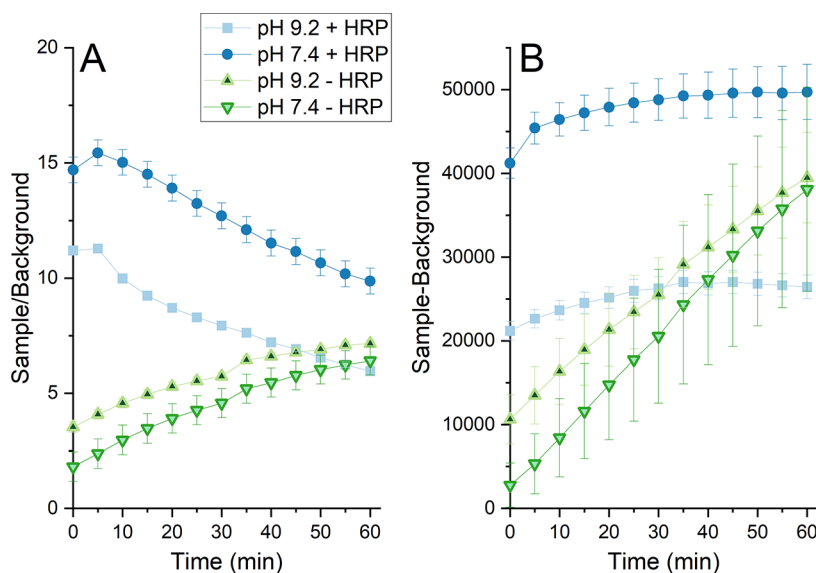 A
pH 9.2 + HRP
pH 7.4 + HRP
pH 9.2 - HRP
pH 7.4 - HRP
Sample/Background
20
15
10
5
0
0 10 20 30 40 50 60
Time (min)
B
Sample-Background
50000
40000
30000
20000
10000
0
0 10 20 30 40 50 60
Time (min)